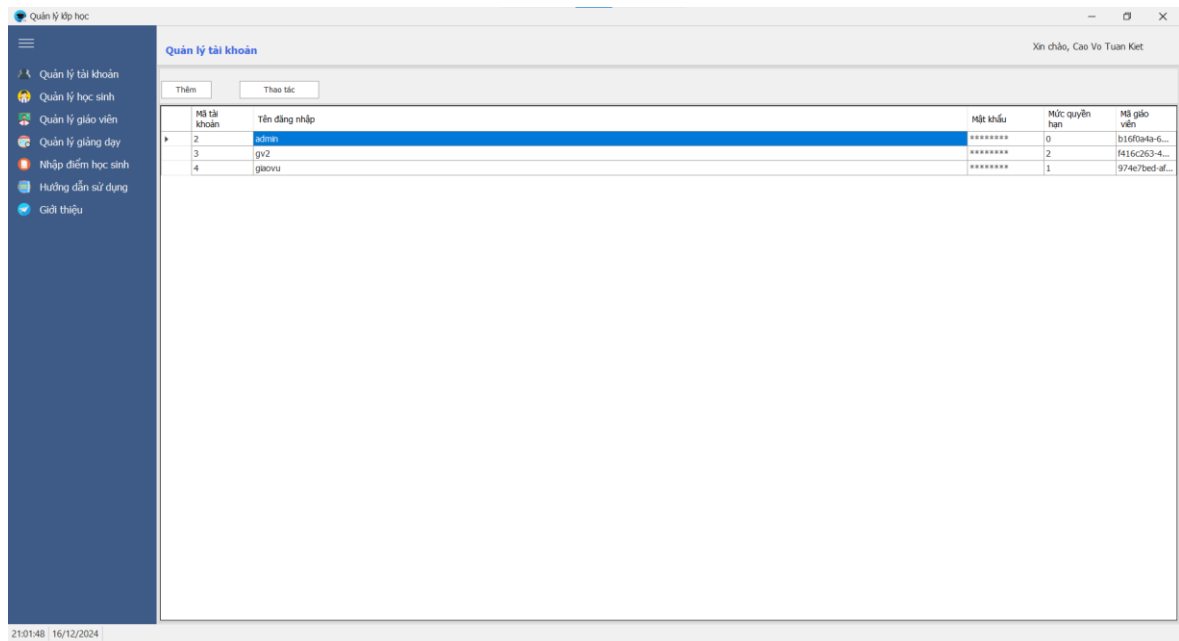 Quản lý lớp học
Quản lý tài khoản
Xin chào, Cao Vo Tuan Kiet
Quản lý tài khoản
Quản lý học sinh
Quản lý giáo viên
Quản lý giảng dạy
Nhập điểm học sinh
Hướng dẫn sử dụng
Giới thiệu
Thêm Thao tác
Mã tài khoản Tên đăng nhập Mật khẩu Mức quyền hạn Mã giáo viên
2 admin ******** 0 b16f0a4a-6...
3 gv2 ******** 2 f416c263-4...
4 giaovu ******** 1 974e7bed-af...
21:01:48 16/12/2024